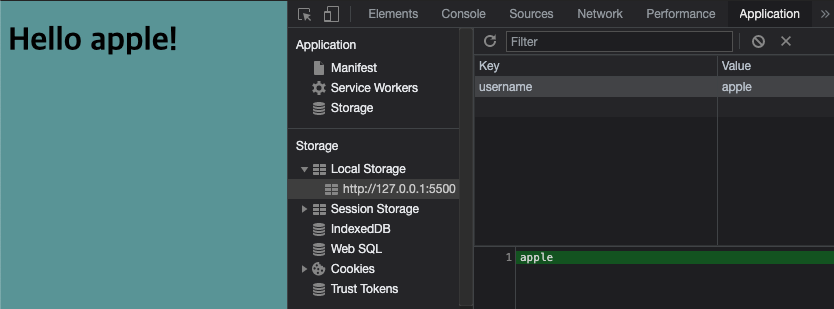 Hello apple!
Elements Console Sources Network Performance Application »
Application
Manifest
Service Workers
Storage
Storage
Local Storage
http://127.0.0.1:5500
Session Storage
IndexedDB
Web SQL
Cookies
Trust Tokens
Filter
Key Value
username apple
1 apple